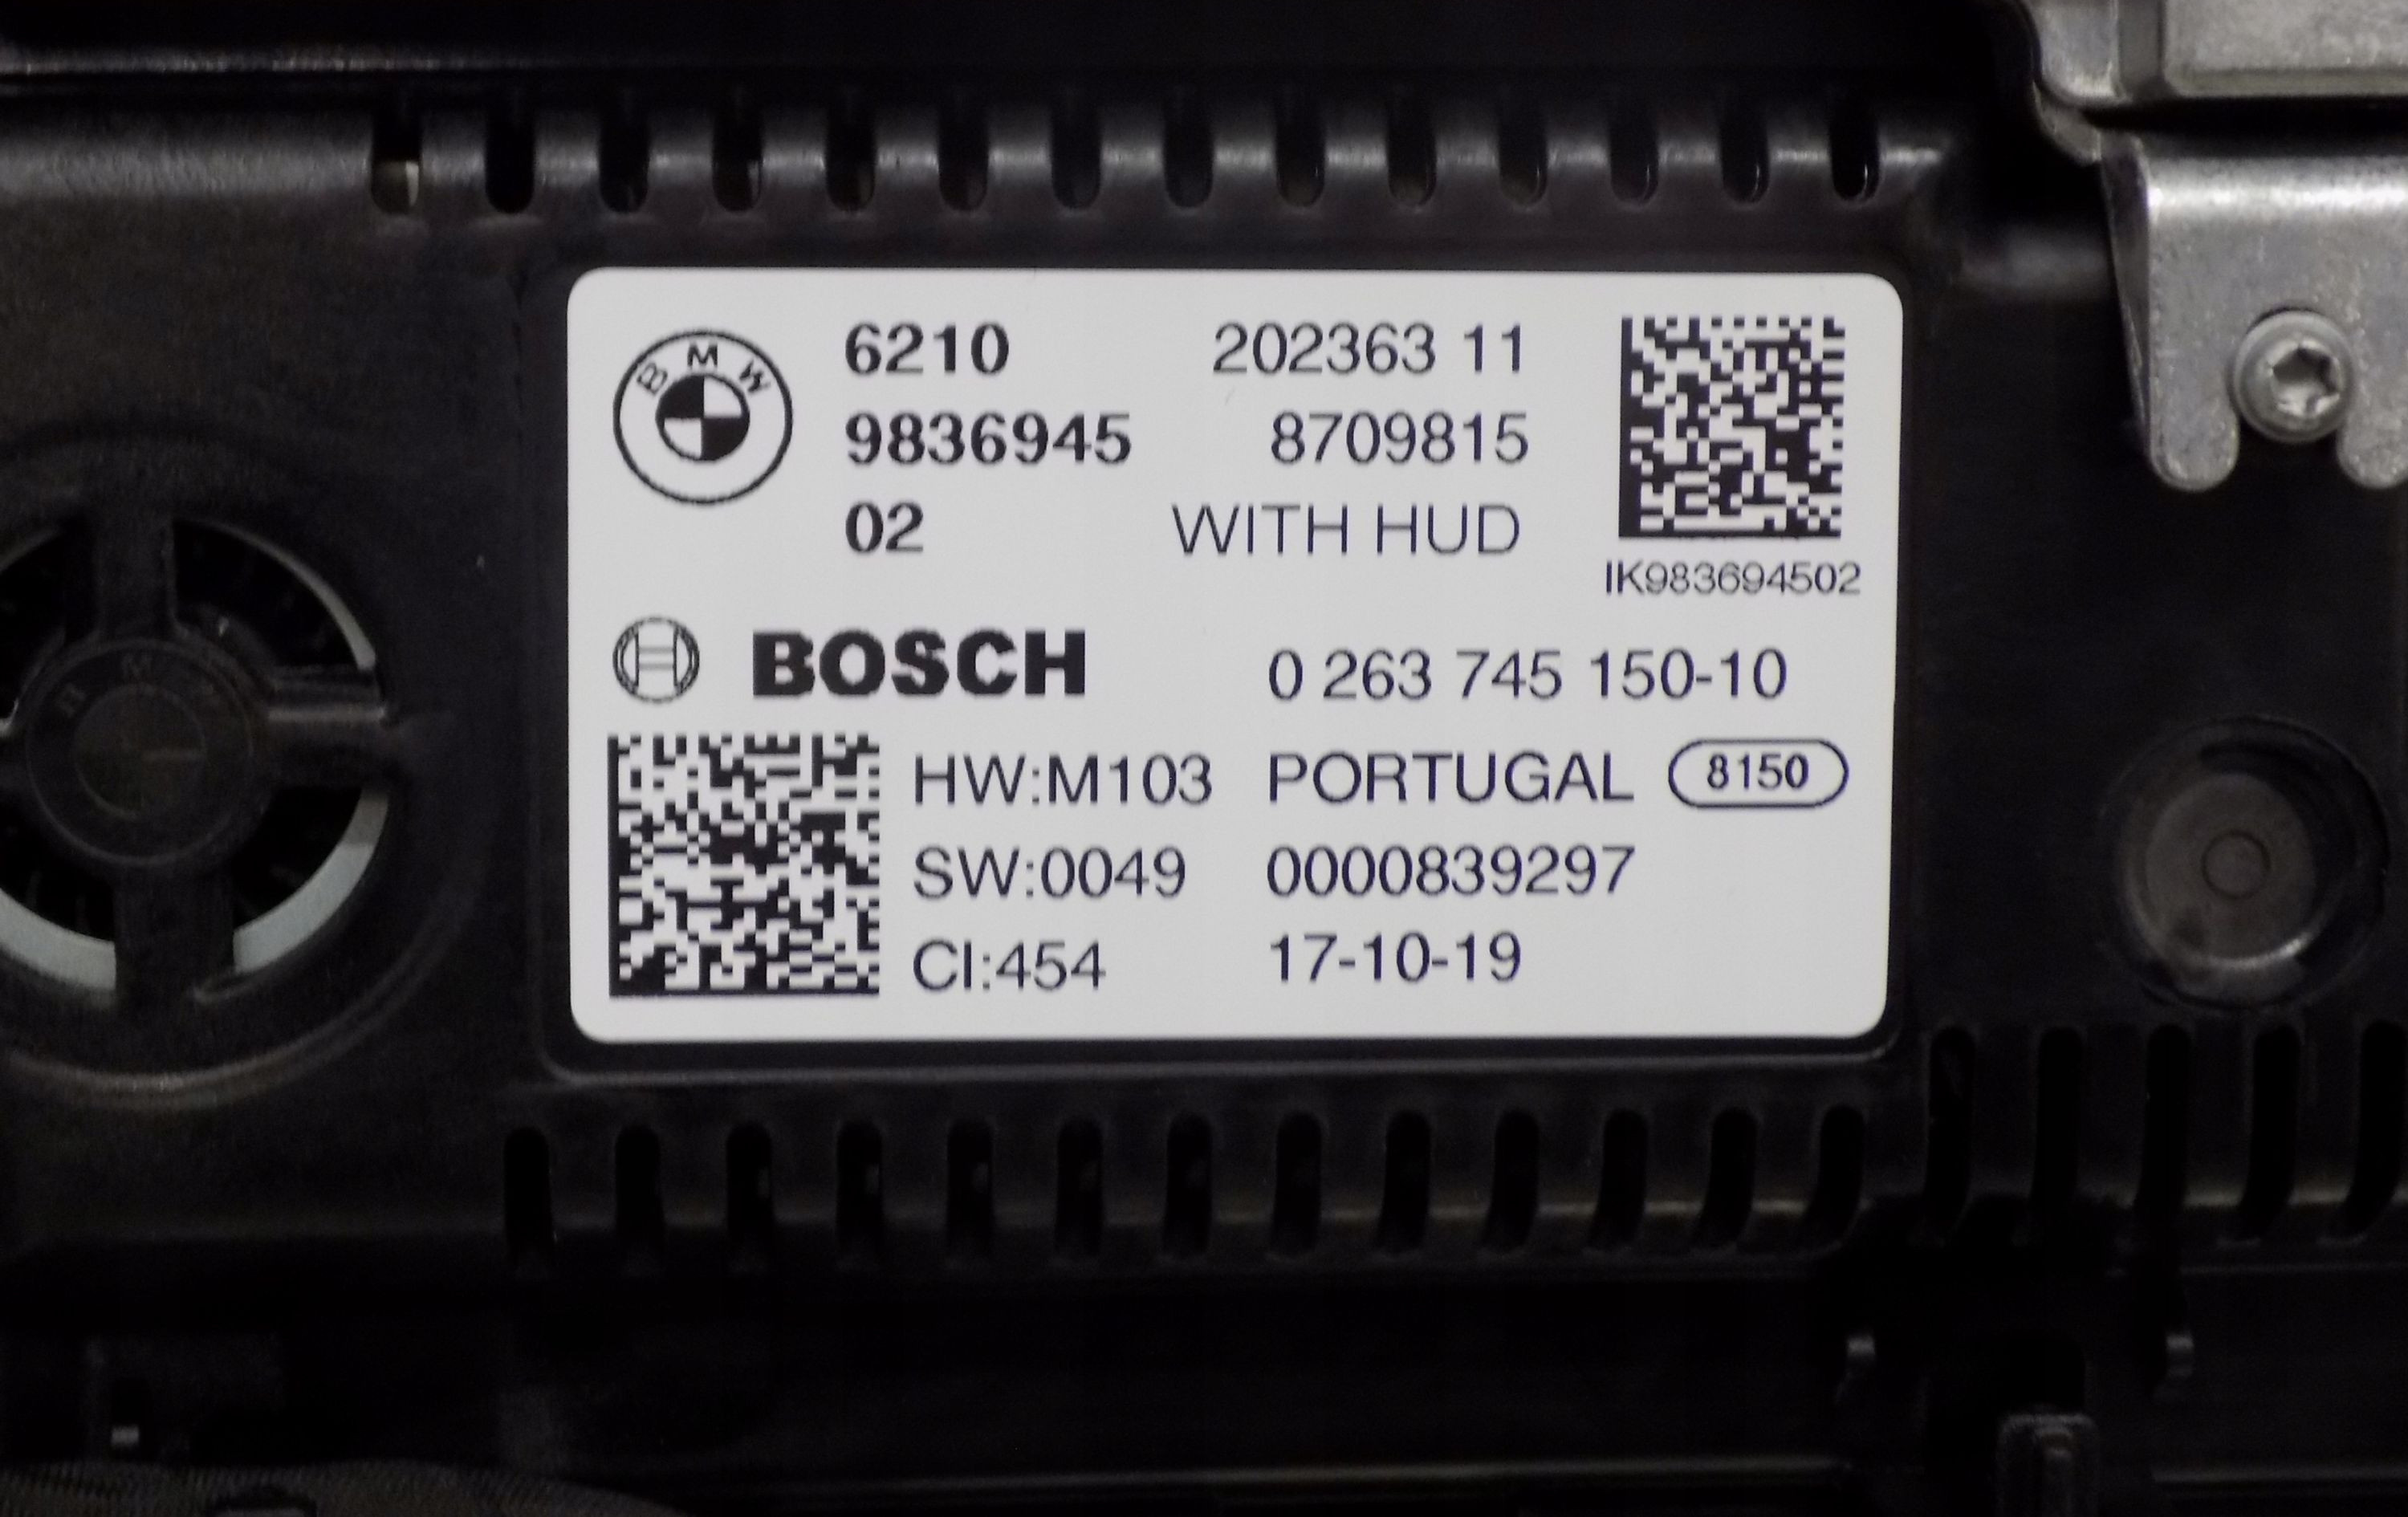 BMW
6210 202363 11
9836945 8709815
02 WITH HUD
IK983694502
BOSCH 0 263 745 150-10
HW:M103 PORTUGAL 8150
SW:0049 0000839297
CI:454 17-10-19